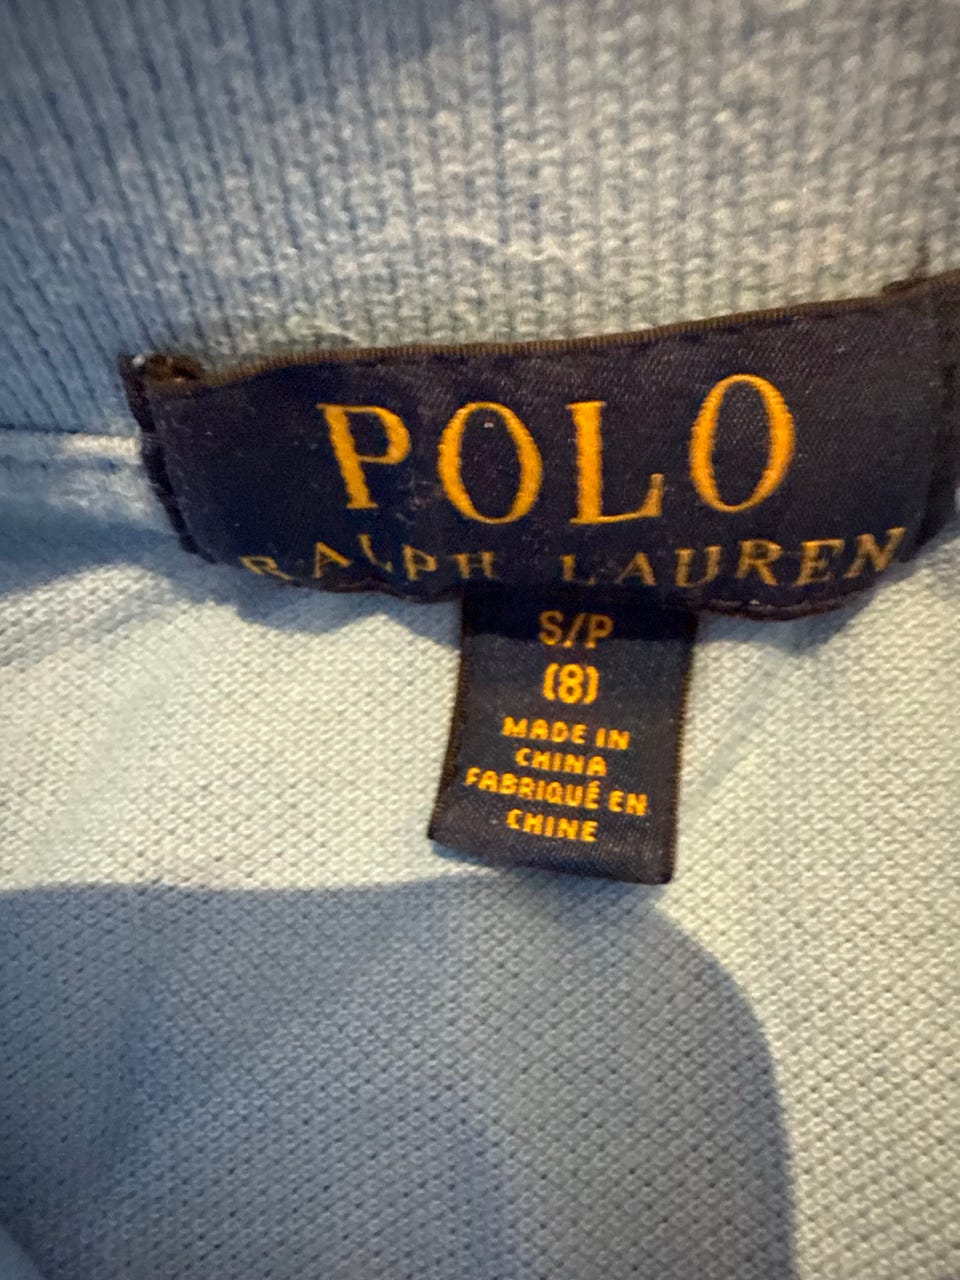 POLO
RALPH LAUREN
S/P
(8)
MADE IN
CHINA
FABRIQUÉ EN
CHINE